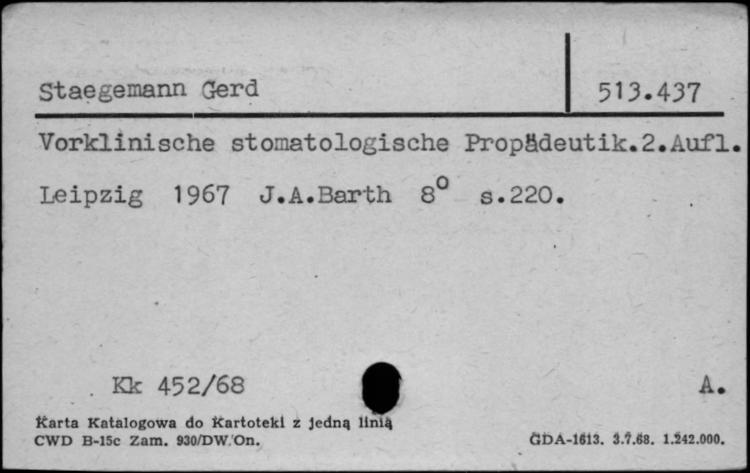 Staegemann Gerd 513.437
Vorklinische stomatologische Propädeutik.2.Aufl.
Leipzig 1967 J.A.Barth 8° s.220.
Kk 452/68 A.
Karta Katalogowa do Kartoteki z jedną linią
CWD B-15c Zam. 930/DW.On. GDA-1613. 3.7.68. 1.242.000.